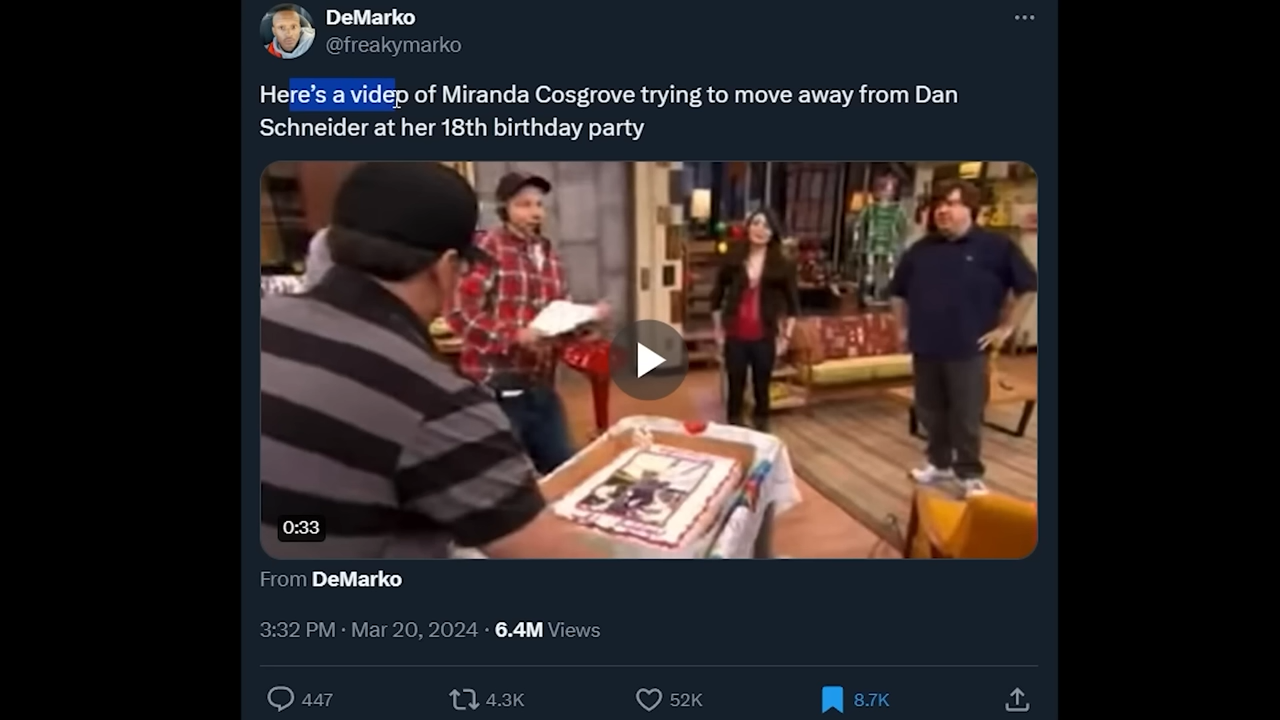 DeMarko
@freakymarko
Here's a videp of Miranda Cosgrove trying to move away from Dan
Schneider at her 18th birthday party
0:33
From DeMarko
3:32 PM · Mar 20, 2024 · 6.4M Views
447 4.3K 52K 8.7K